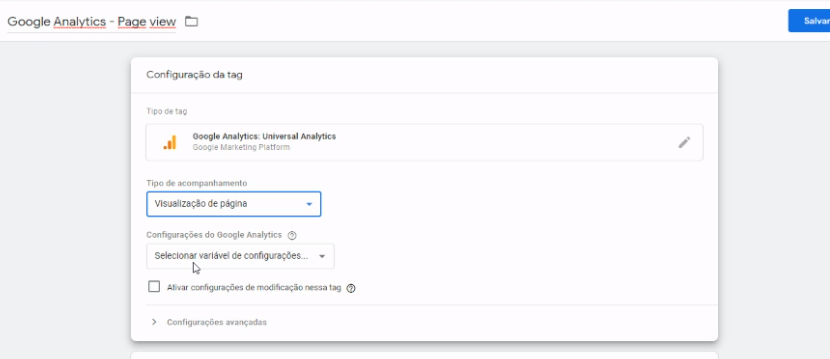 Google Analytics - Page view
Salvar
Configuração da tag
Tipo de tag
Google Analytics: Universal Analytics
Google Marketing Platform
Tipo de acompanhamento
Visualização de página
Configurações do Google Analytics
Selecionar variável de configurações...
Ativar configurações de modificação nessa tag
Configurações avançadas